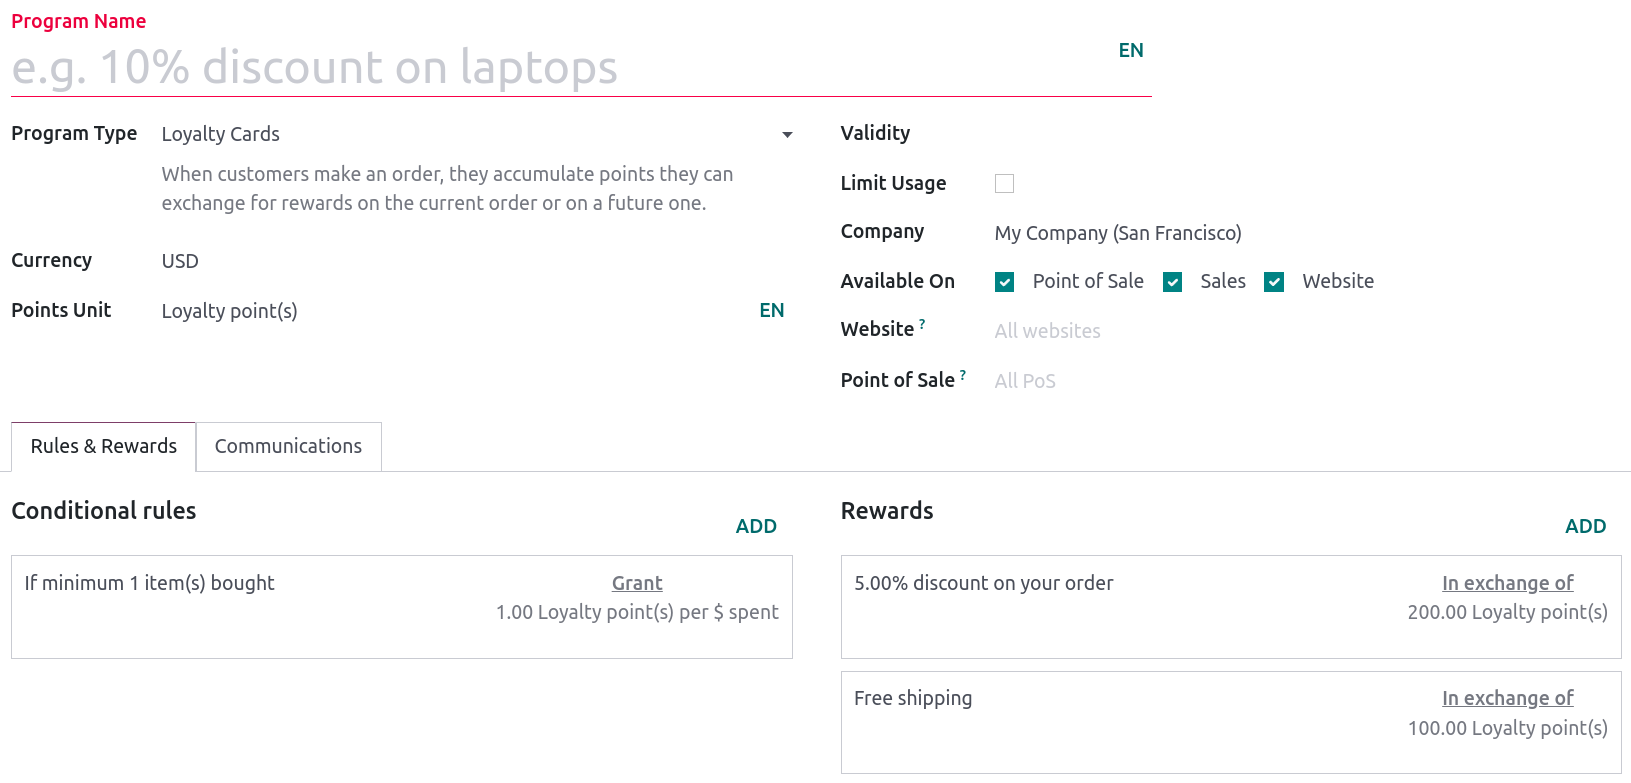 Program Name
e.g. 10% discount on laptops
EN
Program Type
Loyalty Cards
When customers make an order, they accumulate points they can
exchange for rewards on the current order or on a future one.
Currency
USD
Points Unit
Loyalty point(s)
EN
Validity
Limit Usage
Company
My Company (San Francisco)
Available On
Point of Sale
Sales
Website
Website ?
All websites
Point of Sale ?
All PoS
Rules & Rewards
Communications
Conditional rules
ADD
If minimum 1 item(s) bought
Grant
1.00 Loyalty point(s) per $ spent
Rewards
ADD
5.00% discount on your order
In exchange of
200.00 Loyalty point(s)
Free shipping
In exchange of
100.00 Loyalty point(s)